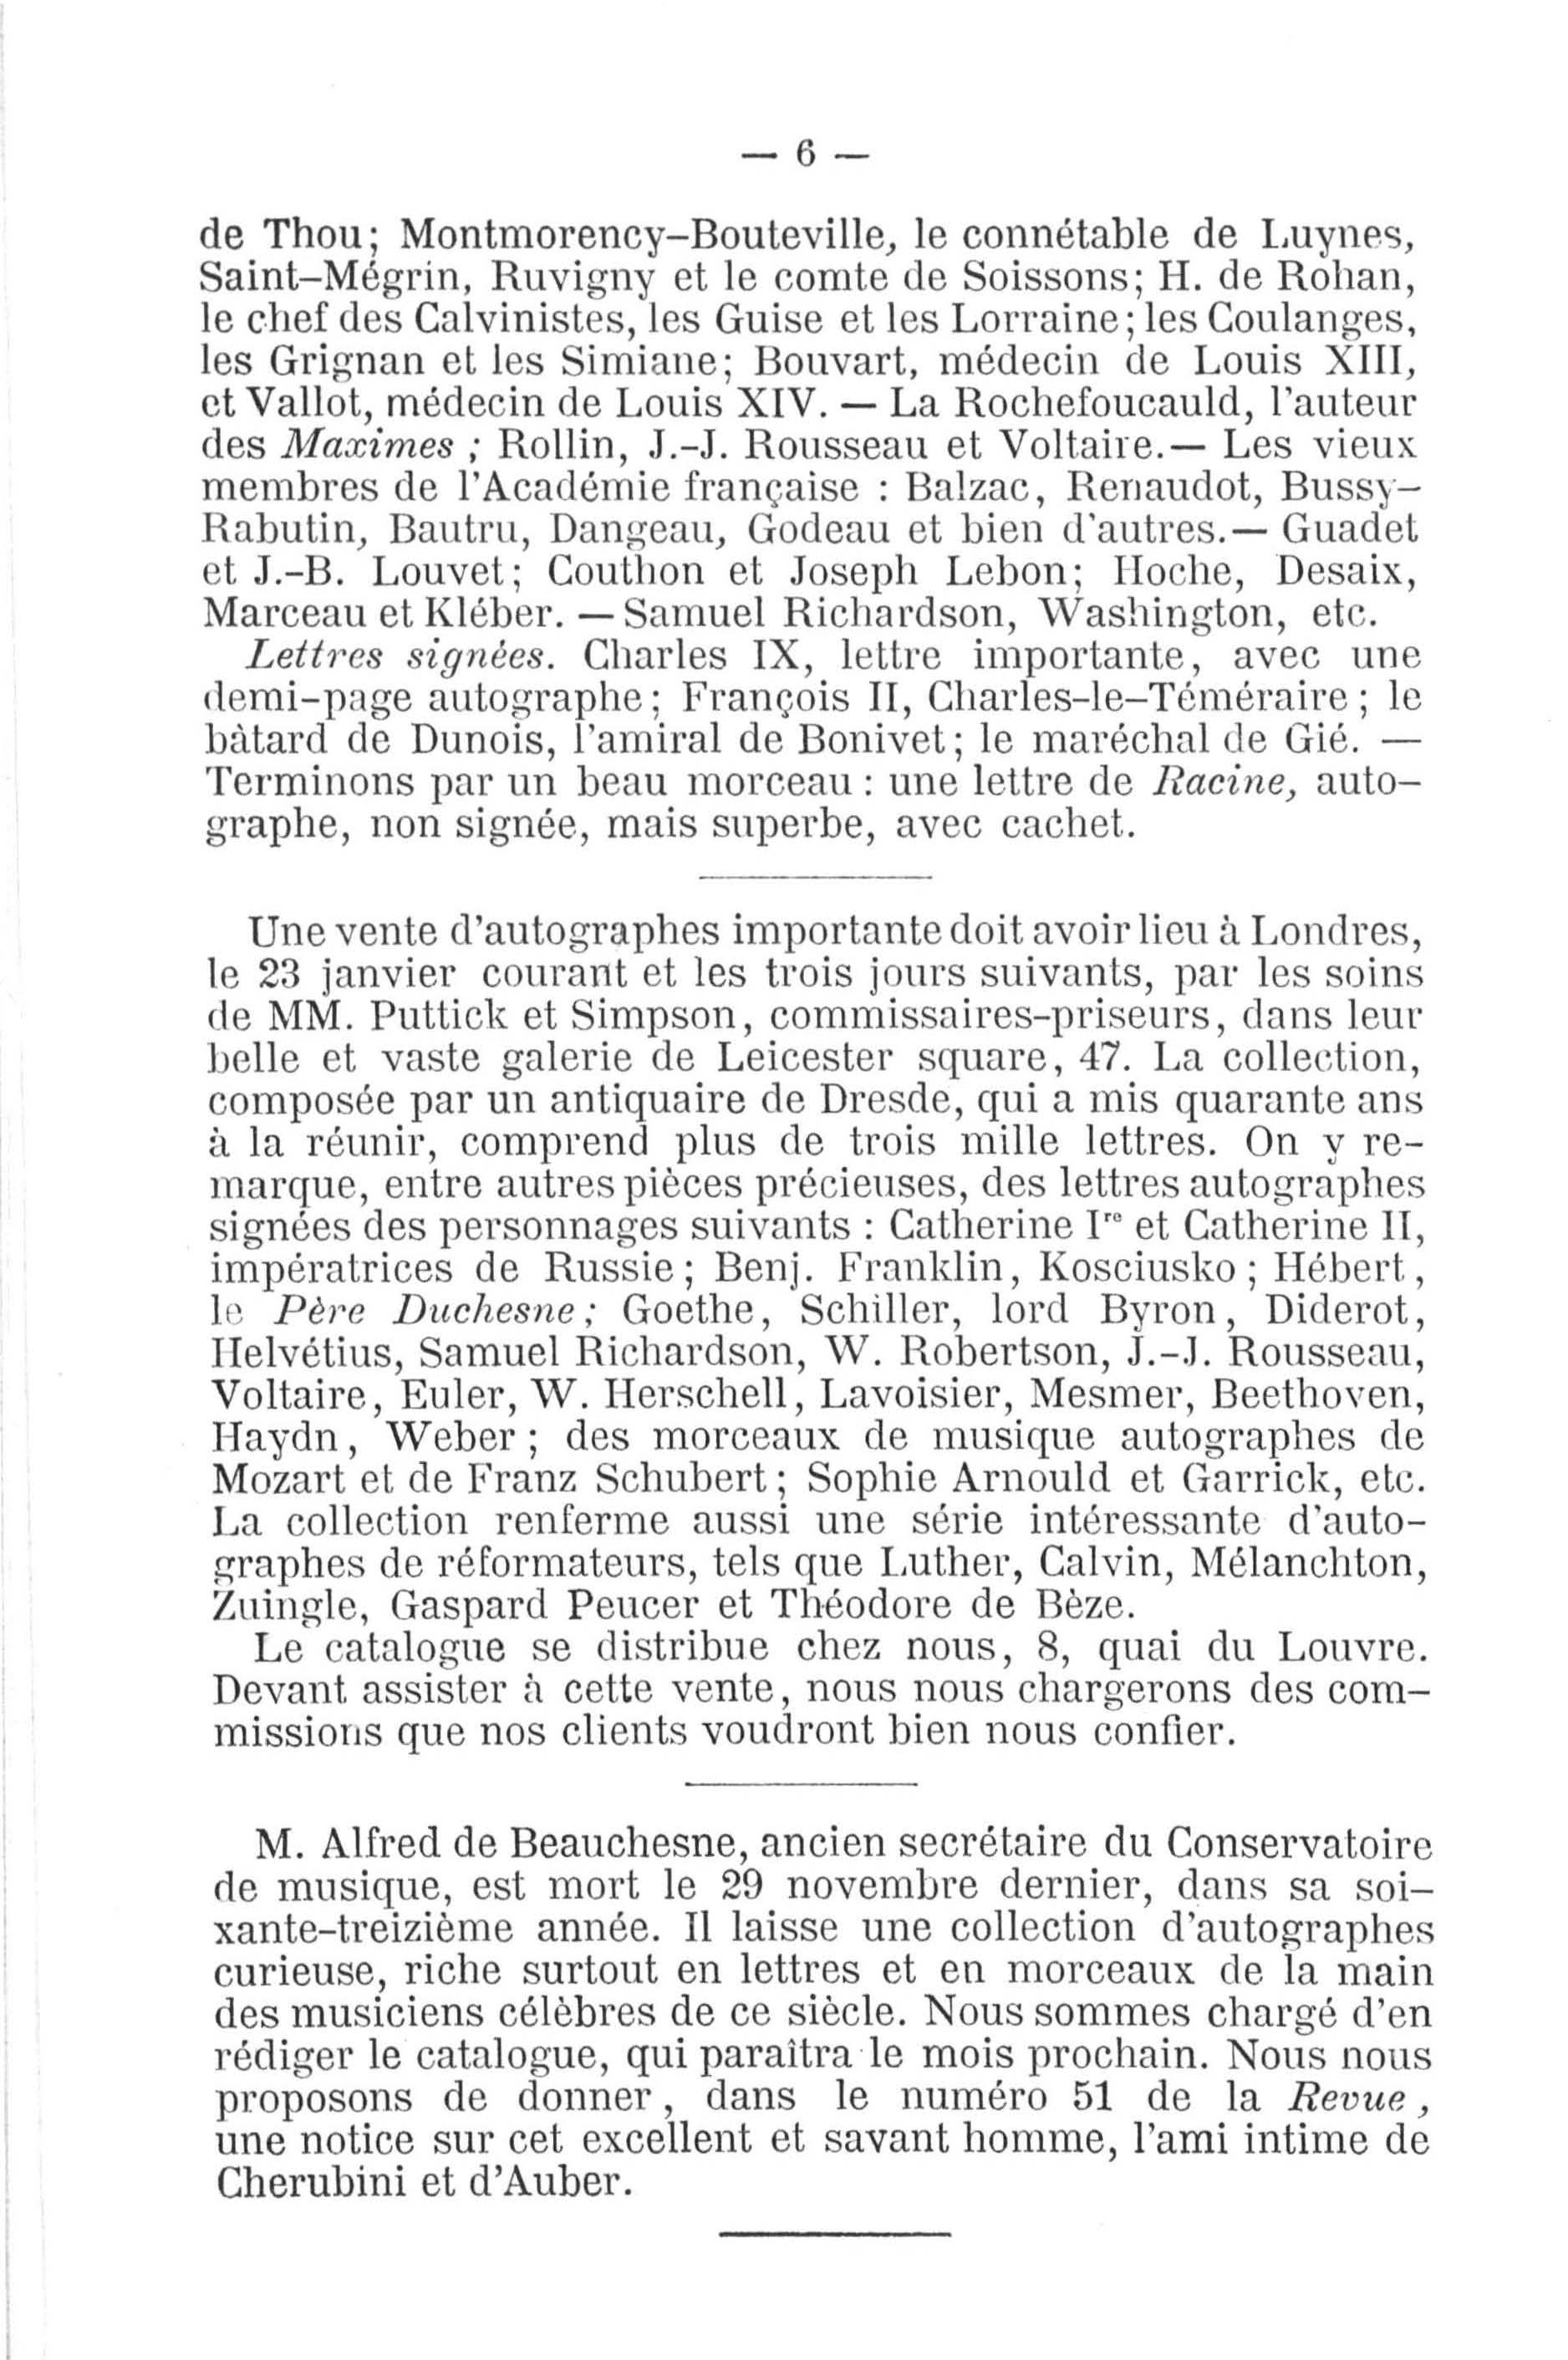 — 6 —
de Thou; Montmorency-Bouteville, le connétable de Luynes,
Saint-Mégrin, Ruvigny et le comte de Soissons; H. de Rohan,
le chef des Calvinistes, les Guise et les Lorraine; les Coulanges,
les Grignan et les Simiane; Bouvart, médecin de Louis XIII,
et Vallot, médecin de Louis XIV. — La Rochefoucauld, l'auteur
des Maximes ; Rollin, J.-J. Rousseau et Voltaire.— Les vieux
membres de l'Académie française : Balzac, Renaudot, Bussy-
Rabutin, Bautru, Dangeau, Godeau et bien d'autres.— Guadet
et J.-B. Louvet; Couthon et Joseph Lebon; Hoche, Desaix,
Marceau et Kléber. — Samuel Richardson, Washington, etc.
Lettres signées. Charles IX, lettre importante, avec une
demi-page autographe; François II, Charles-le-Téméraire; le
bâtard de Dunois, l'amiral de Bonivet; le maréchal de Gié. —
Terminons par un beau morceau : une lettre de Racine, auto-
graphe, non signée, mais superbe, avec cachet.
Une vente d'autographes importante doit avoir lieu à Londres,
le 23 janvier courant et les trois jours suivants, par les soins
de MM. Puttick et Simpson, commissaires-priseurs, dans leur
belle et vaste galerie de Leicester square, 47. La collection,
composée par un antiquaire de Dresde, qui a mis quarante ans
à la réunir, comprend plus de trois mille lettres. On y re-
marque, entre autres pièces précieuses, des lettres autographes
signées des personnages suivants : Catherine Ire et Catherine II,
impératrices de Russie; Benj. Franklin, Kosciusko; Hébert,
le Père Duchesne; Goethe, Schiller, lord Byron, Diderot,
Helvétius, Samuel Richardson, W. Robertson, J.-J. Rousseau,
Voltaire, Euler, W. Herschell, Lavoisier, Mesmer, Beethoven,
Haydn, Weber; des morceaux de musique autographes de
Mozart et de Franz Schubert; Sophie Arnould et Garrick, etc.
La collection renferme aussi une série intéressante d'auto-
graphes de réformateurs, tels que Luther, Calvin, Mélanchton,
Zuingle, Gaspard Peucer et Théodore de Bèze.
Le catalogue se distribue chez nous, 8, quai du Louvre.
Devant assister à cette vente, nous nous chargerons des com-
missions que nos clients voudront bien nous confier.
M. Alfred de Beauchesne, ancien secrétaire du Conservatoire
de musique, est mort le 29 novembre dernier, dans sa soi-
xante-treizième année. Il laisse une collection d'autographes
curieuse, riche surtout en lettres et en morceaux de la main
des musiciens célèbres de ce siècle. Nous sommes chargé d'en
rédiger le catalogue, qui paraîtra le mois prochain. Nous nous
proposons de donner, dans le numéro 51 de la Revue,
une notice sur cet excellent et savant homme, l'ami intime de
Cherubini et d'Auber.